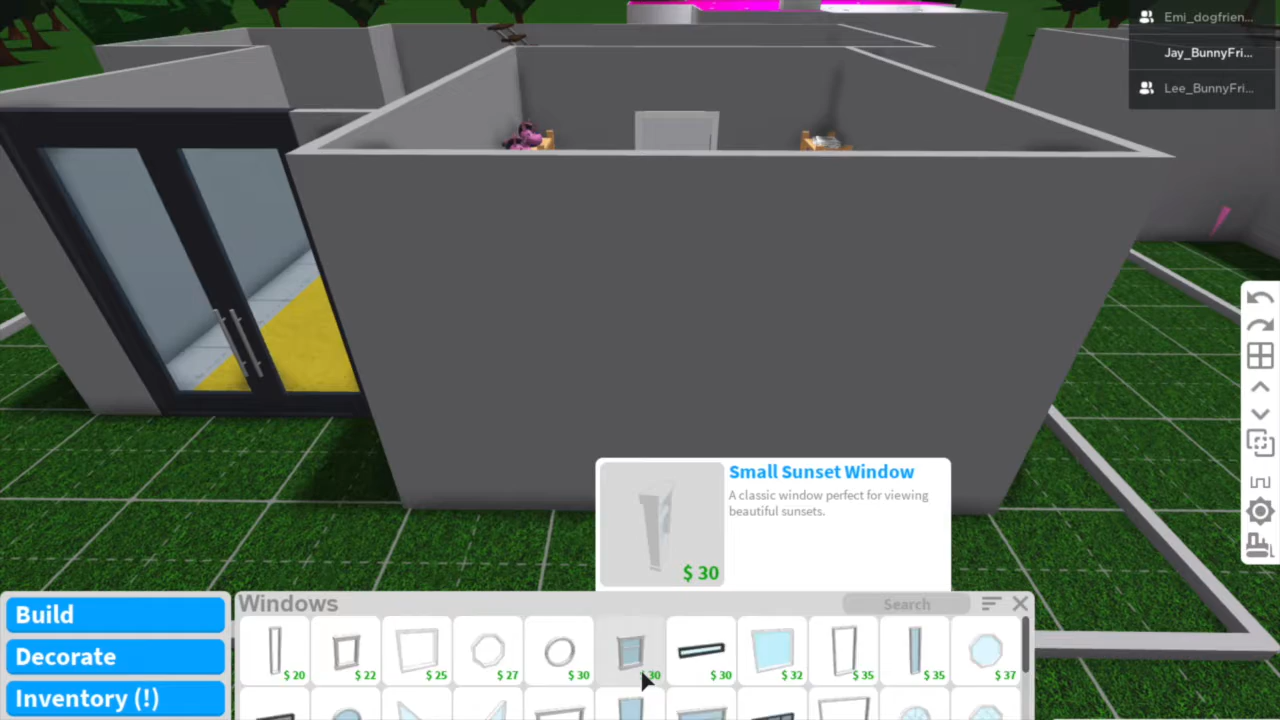 Emi_dogfrien...
Jay_BunnyFri...
Lee_BunnyFri...
Small Sunset Window
A classic window perfect for viewing
beautiful sunsets.
$ 30
Build
Decorate
Inventory (!)
Windows
Search
$ 20
$ 22
$ 25
$ 27
$ 30
30
$ 30
$ 32
$ 35
$ 35
$ 37